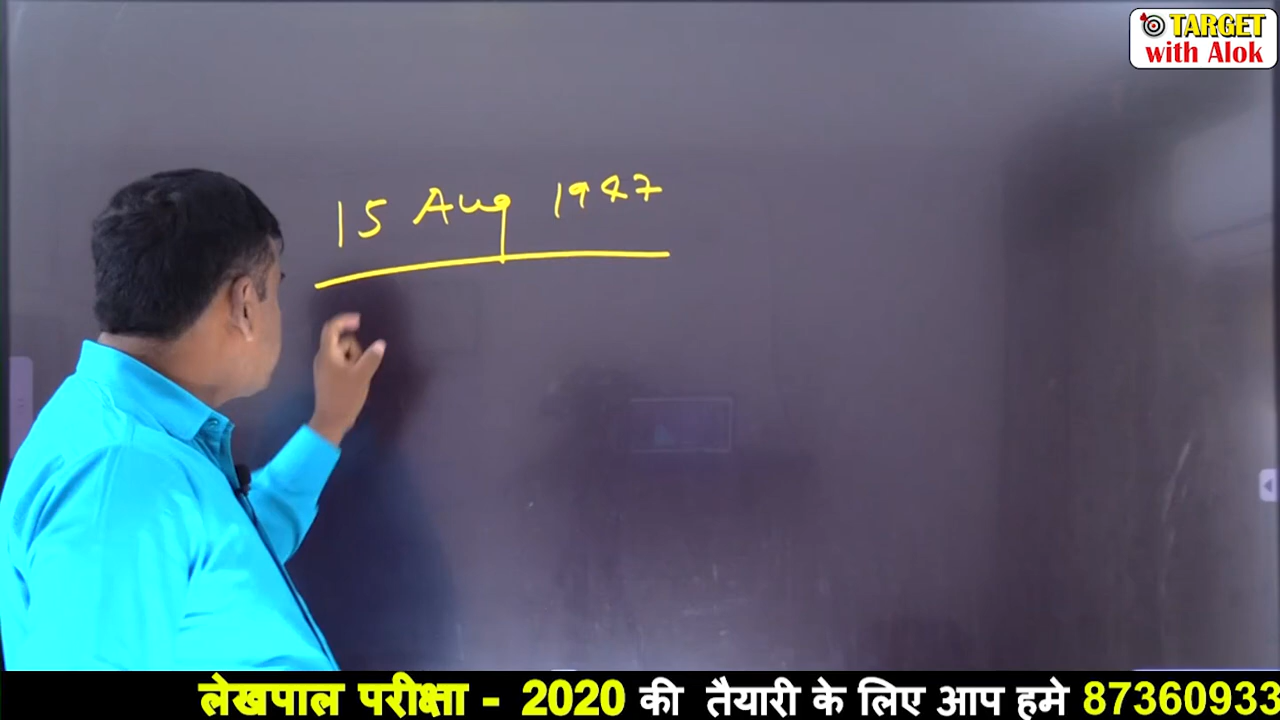 TARGET
with Alok
15 Aug 1947
लेखपाल परीक्षा - 2020 की तैयारी के लिए आप हमे 87360933